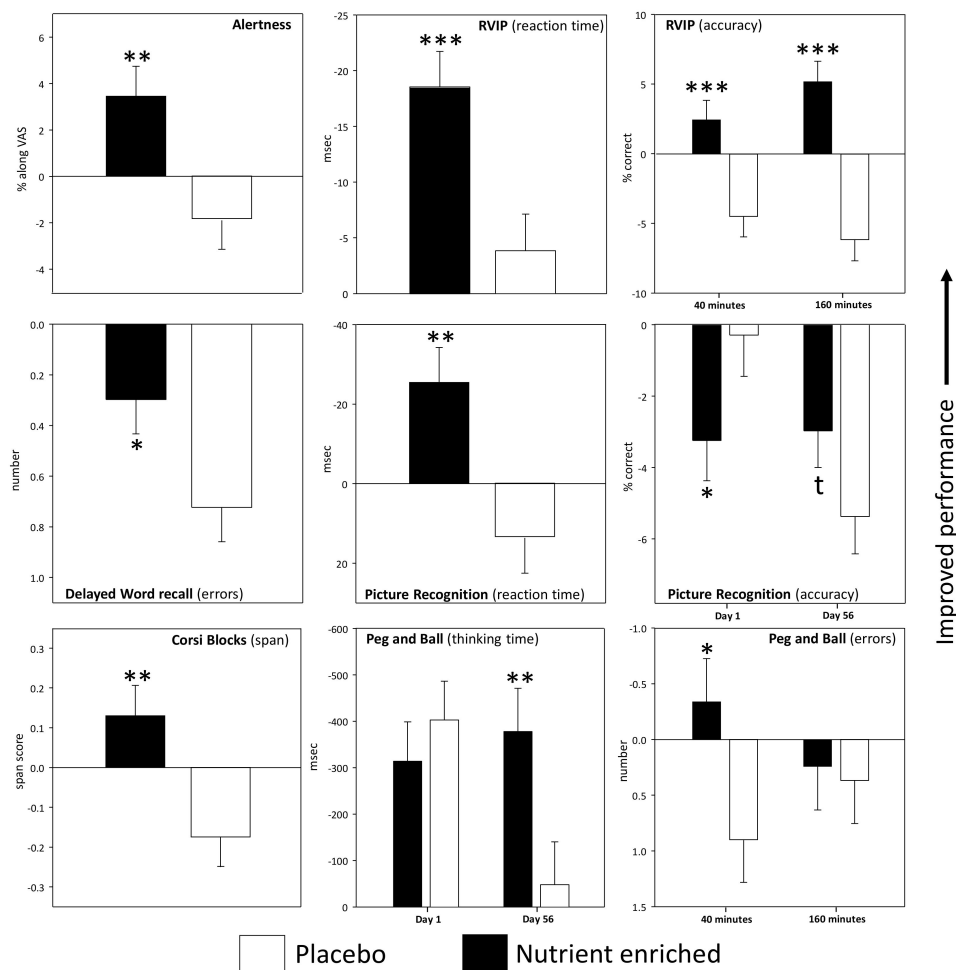 Alertness
% along VAS
6
4
2
0
-2
-4
**
RVIP (reaction time)
msec
-25
-20
-15
-10
-5
0
***
RVIP (accuracy)
% correct
10
5
0
-5
-10
***
***
40 minutes
160 minutes
number
0.0
0.2
0.4
0.6
0.8
1.0
*
Delayed Word recall (errors)
msec
-40
-20
0
20
**
Picture Recognition (reaction time)
% correct
0
-2
-4
-6
*
t
Picture Recognition (accuracy)
Day 1
Day 56
Improved performance
Corsi Blocks (span)
span score
0.3
0.2
0.1
0.0
-0.1
-0.2
-0.3
**
Peg and Ball (thinking time)
msec
-600
-500
-400
-300
-200
-100
0
**
Day 1
Day 56
Peg and Ball (errors)
number
-1.0
-0.5
0.0
0.5
1.0
1.5
*
40 minutes
160 minutes
Placebo
Nutrient enriched